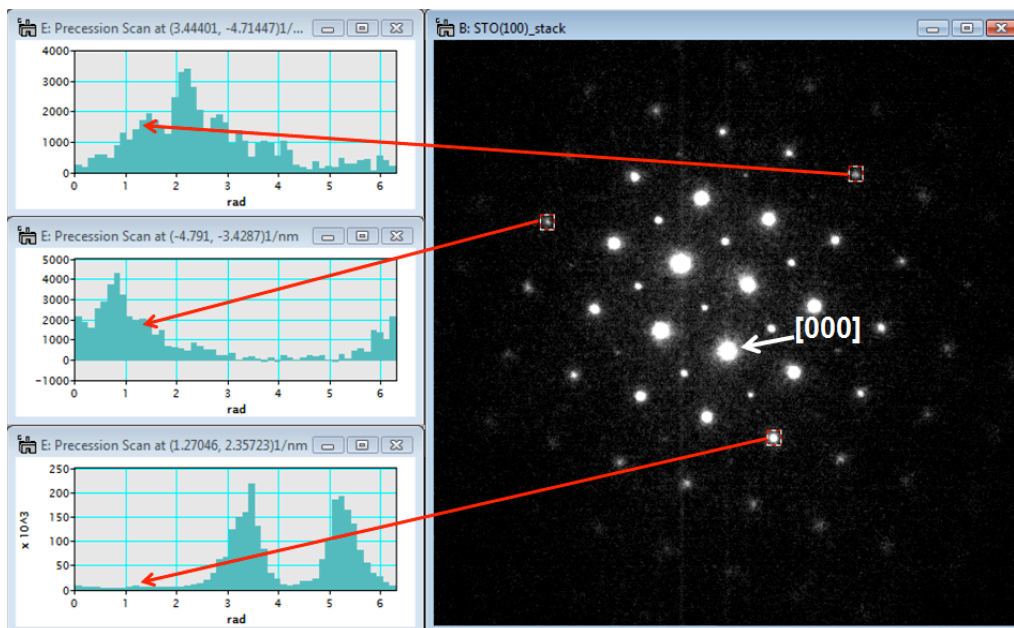 E: Precession Scan at (3.44401, -4.71447)1/...
4000
3000
2000
1000
0
0 1 2 3 4 5 6
rad
E: Precession Scan at (-4.791, -3.4287)1/nm
5000
4000
3000
2000
1000
0
-1000
0 1 2 3 4 5 6
rad
E: Precession Scan at (1.27046, 2.35723)1/nm
250
200
150
100
50
0
x 10^3
0 1 2 3 4 5 6
rad
B: STO(100)_stack
[000]